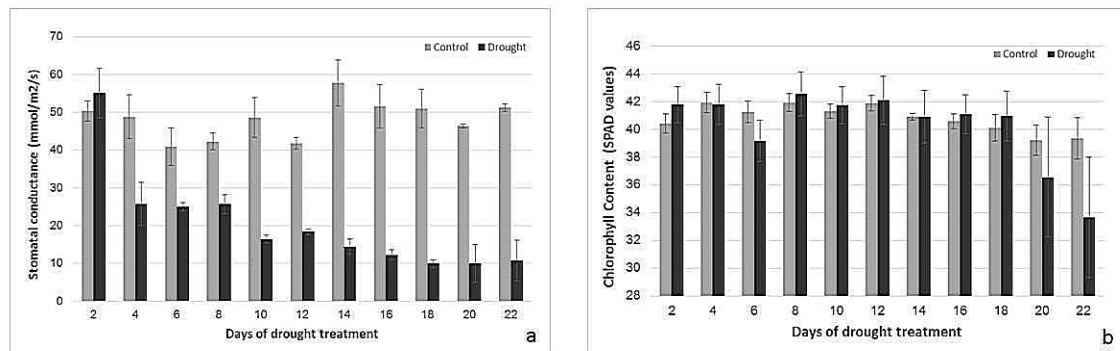 70
60
50
40
30
20
10
0
Stomatal conductance (mmol/m2/s)
Control Drought
2 4 6 8 10 12 14 16 18 20 22
Days of drought treatment
a
46
44
42
40
38
36
34
32
30
28
Chlorophyll Content (SPAD values)
Control Drought
2 4 6 8 10 12 14 16 18 20 22
Days of drought treatment
b